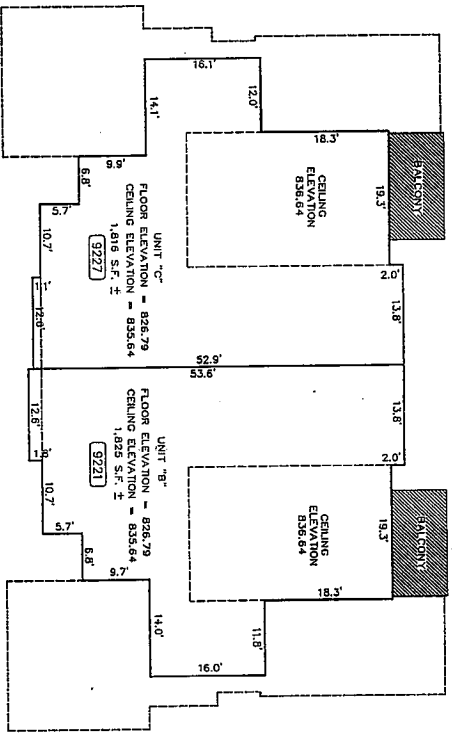 BALCONY
16.1'
12.0'
18.3'
19.3'
CEILING
ELEVATION
836.64
14.1'
9.9'
6.8'
5.7'
10.7'
1.1'
2.0'
13.8'
UNIT "C"
FLOOR ELEVATION = 826.79
CEILING ELEVATION = 835.64
1,816 S.F. ±
9227
52.9'
53.6'
12.6'
10.7'
5.7'
6.8'
9.7'
14.0'
16.0'
11.8'
UNIT "B"
FLOOR ELEVATION = 826.79
CEILING ELEVATION = 835.64
1,825 S.F. ±
9221
13.8'
2.0'
19.3'
18.3'
CEILING
ELEVATION
836.64
BALCONY